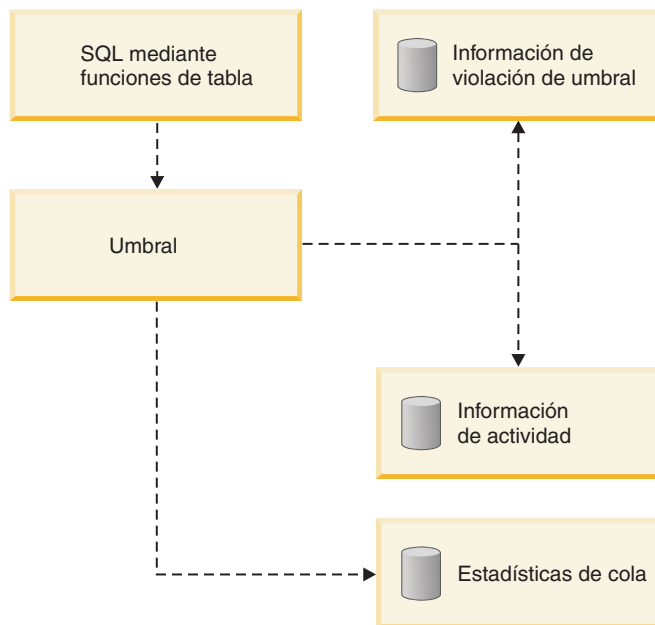 SQL mediante
funciones de tabla
Información de
violación de umbral
Umbral
Información
de actividad
Estadísticas de cola